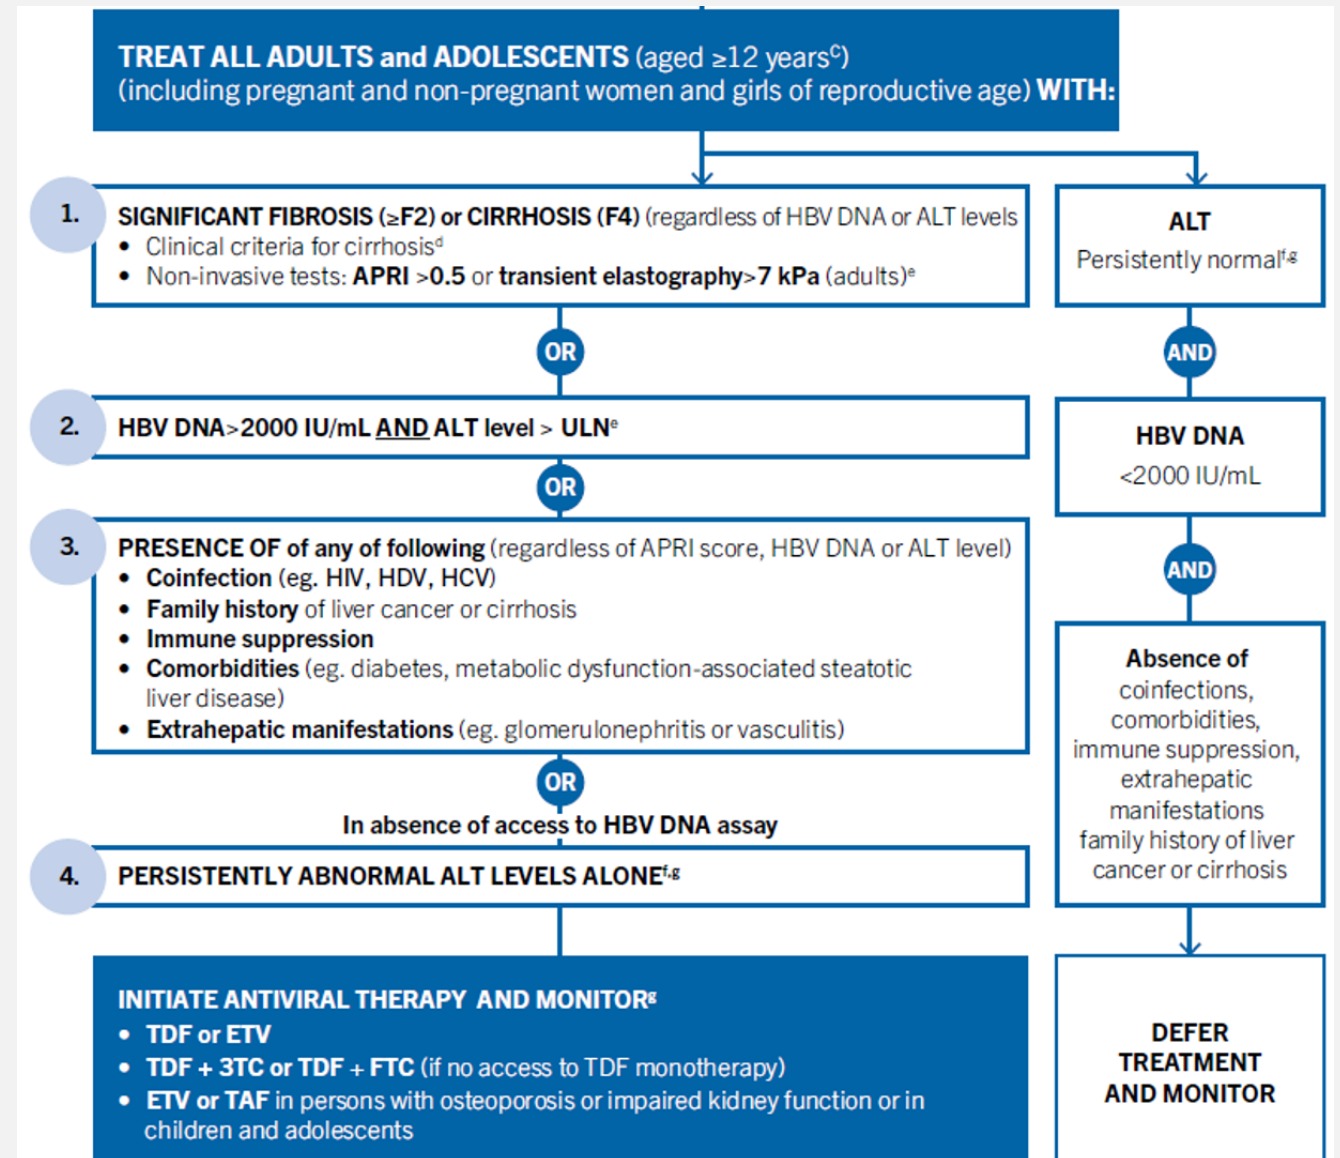 TREAT ALL ADULTS and ADOLESCENTS (aged ≥12 yearsᶜ)
(including pregnant and non-pregnant women and girls of reproductive age) WITH:
1.
SIGNIFICANT FIBROSIS (≥F2) or CIRRHOSIS (F4) (regardless of HBV DNA or ALT levels
• Clinical criteria for cirrhosisᵈ
• Non-invasive tests: APRI >0.5 or transient elastography>7 kPa (adults)ᵉ
OR
2.
HBV DNA>2000 IU/mL AND ALT level > ULNᵉ
OR
3.
PRESENCE OF of any of following (regardless of APRI score, HBV DNA or ALT level)
• Coinfection (eg. HIV, HDV, HCV)
• Family history of liver cancer or cirrhosis
• Immune suppression
• Comorbidities (eg. diabetes, metabolic dysfunction-associated steatotic
liver disease)
• Extrahepatic manifestations (eg. glomerulonephritis or vasculitis)
OR
In absence of access to HBV DNA assay
4.
PERSISTENTLY ABNORMAL ALT LEVELS ALONEᶠ,ᵍ
INITIATE ANTIVIRAL THERAPY AND MONITORᵍ
• TDF or ETV
• TDF + 3TC or TDF + FTC (if no access to TDF monotherapy)
• ETV or TAF in persons with osteoporosis or impaired kidney function or in
children and adolescents
ALT
Persistently normalᶠ,ᵍ
AND
HBV DNA
<2000 IU/mL
AND
Absence of
coinfections,
comorbidities,
immune suppression,
extrahepatic
manifestations
family history of liver
cancer or cirrhosis
DEFER
TREATMENT
AND MONITOR